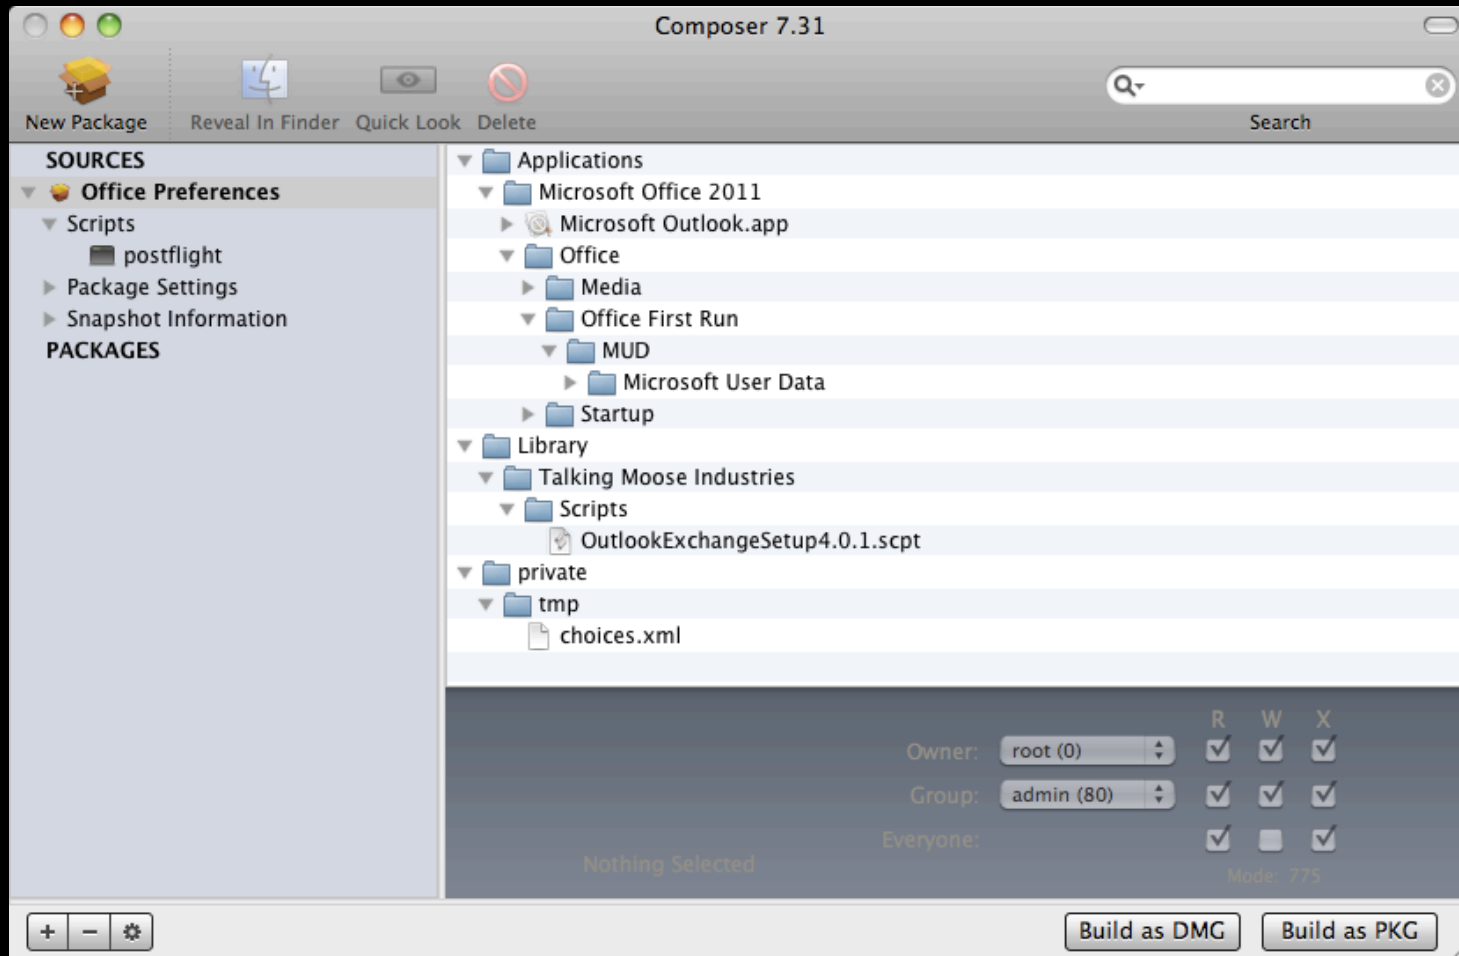 Composer 7.31
New Package
Reveal In Finder
Quick Look
Delete
Search
SOURCES
Office Preferences
Scripts
postflight
Package Settings
Snapshot Information
PACKAGES
Applications
Microsoft Office 2011
Microsoft Outlook.app
Office
Media
Office First Run
MUD
Microsoft User Data
Startup
Library
Talking Moose Industries
Scripts
OutlookExchangeSetup4.0.1.scpt
private
tmp
choices.xml
R W X
Owner: root (0)
Group: admin (80)
Everyone:
Nothing Selected
Mode: 775
Build as DMG
Build as PKG